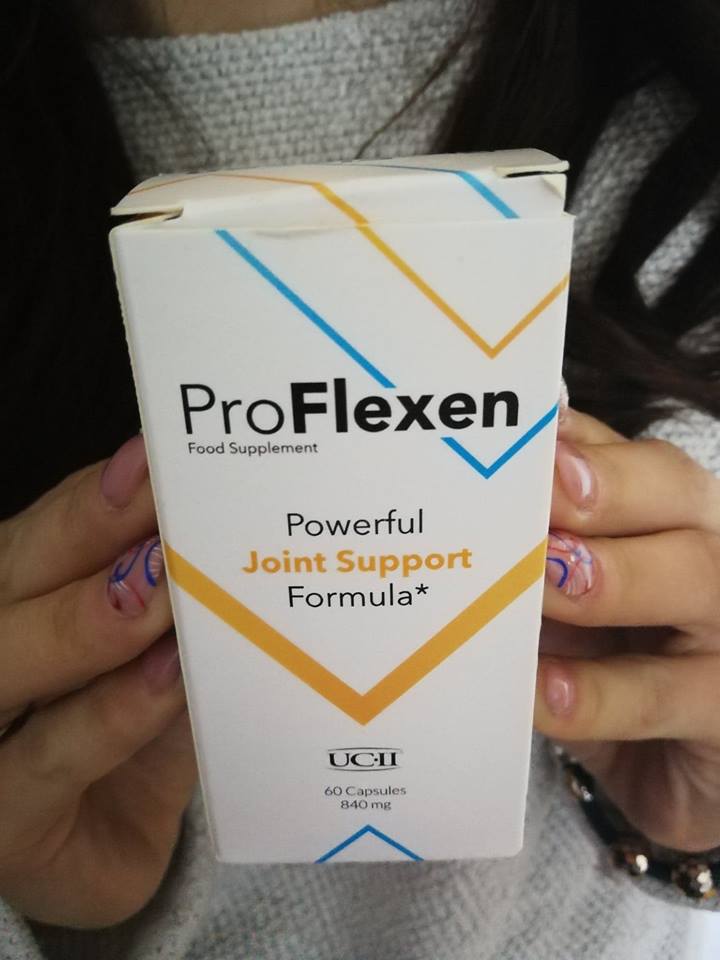 ProFlexen
Food Supplement
Powerful
Joint Support
Formula*
UC·II
60 Capsules
840 mg